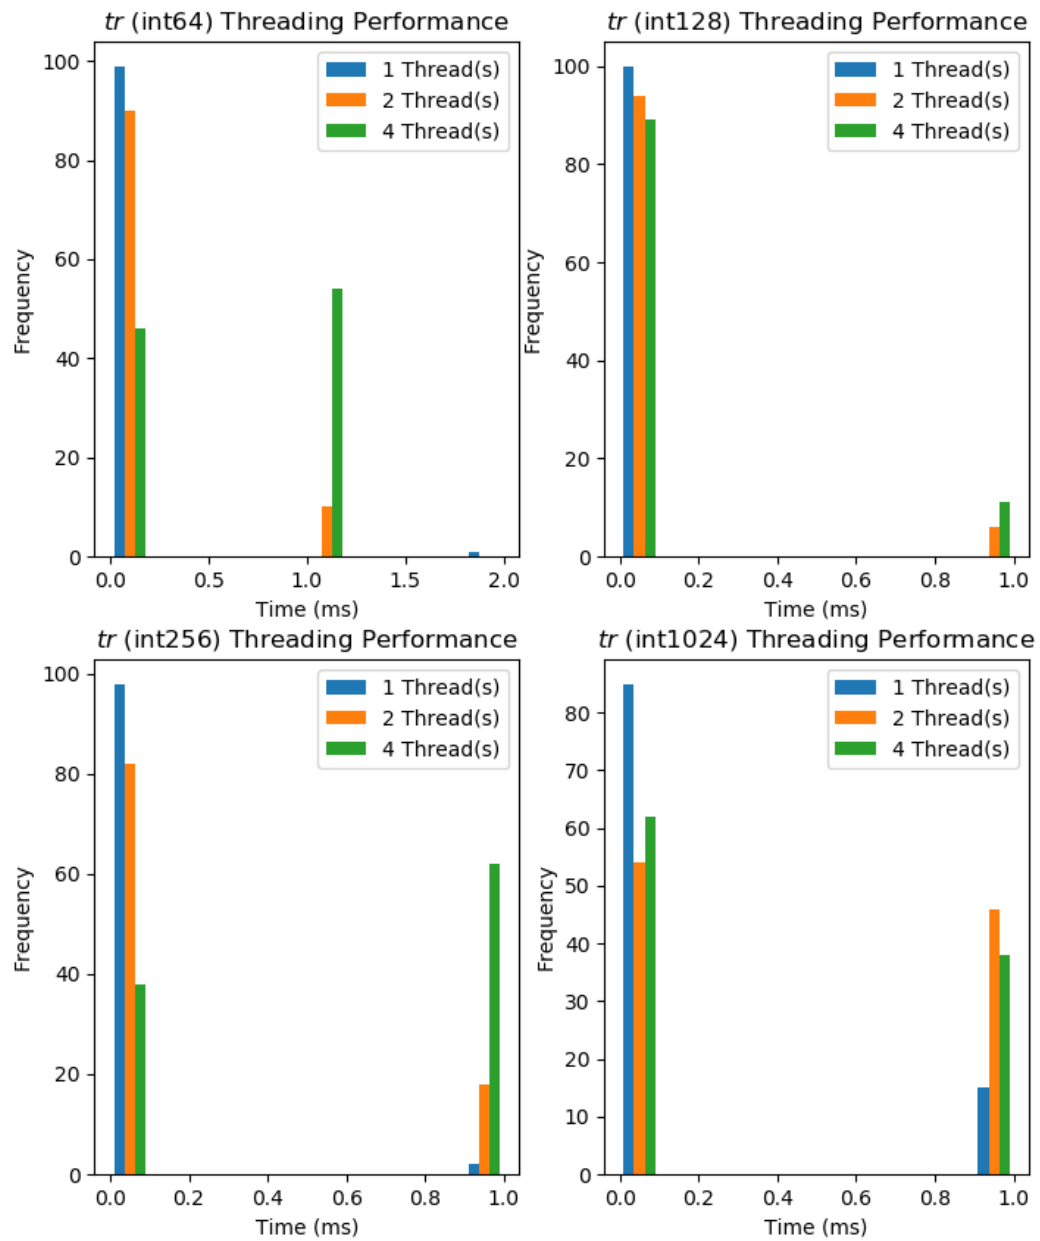 tr (int64) Threading Performance
1 Thread(s)
2 Thread(s)
4 Thread(s)
100
80
60
40
20
0
Frequency
0.0 0.5 1.0 1.5 2.0
Time (ms)
tr (int128) Threading Performance
1 Thread(s)
2 Thread(s)
4 Thread(s)
100
80
60
40
20
0
Frequency
0.0 0.2 0.4 0.6 0.8 1.0
Time (ms)
tr (int256) Threading Performance
1 Thread(s)
2 Thread(s)
4 Thread(s)
100
80
60
40
20
0
Frequency
0.0 0.2 0.4 0.6 0.8 1.0
Time (ms)
tr (int1024) Threading Performance
1 Thread(s)
2 Thread(s)
4 Thread(s)
80
70
60
50
40
30
20
10
0
Frequency
0.0 0.2 0.4 0.6 0.8 1.0
Time (ms)